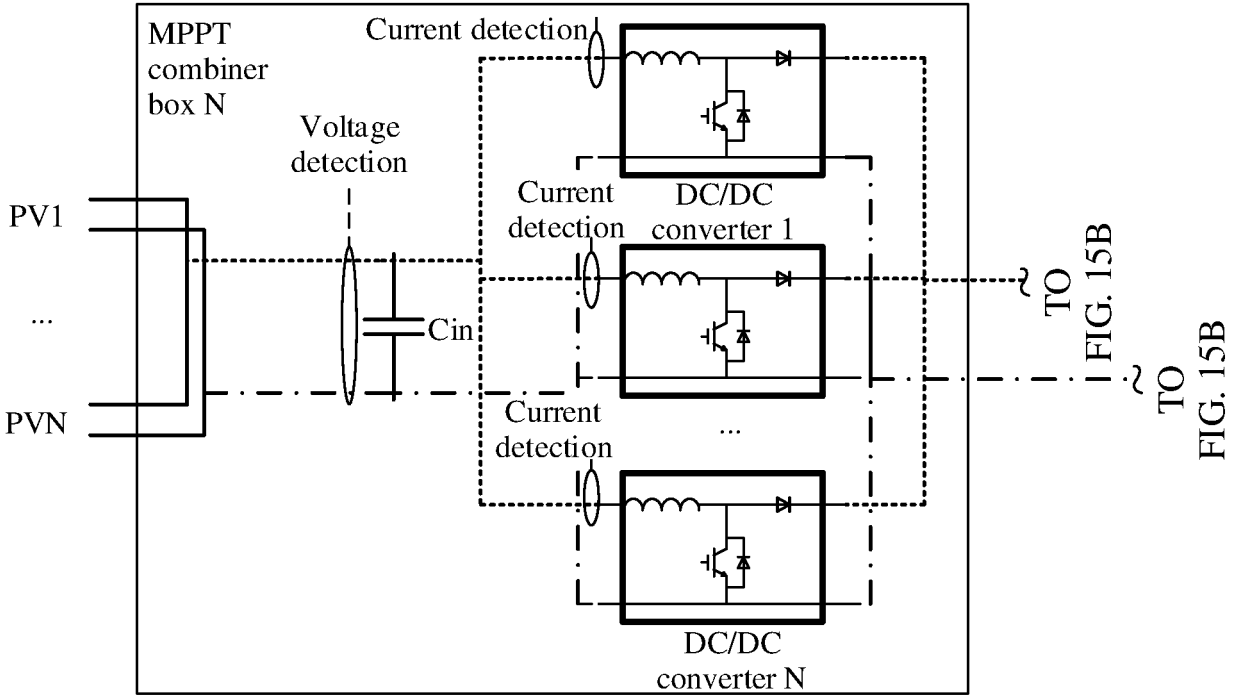 MPPT
combiner
box N
Current detection
Voltage
detection
DC/DC
converter 1
Current
detection
PV1
...
PVN
Cin
TO
FIG. 15B
TO
FIG. 15B
...
Current
detection
DC/DC
converter N